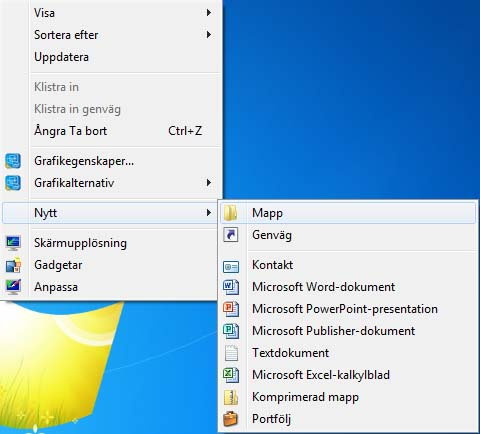 Visa
Sortera efter
Uppdatera
Klistra in
Klistra in genväg
Ångra Ta bort Ctrl+Z
Grafikegenskaper...
Grafikalternativ
Nytt
Skärmupplösning
Gadgetar
Anpassa
Mapp
Genväg
Kontakt
Microsoft Word-dokument
Microsoft PowerPoint-presentation
Microsoft Publisher-dokument
Textdokument
Microsoft Excel-kalkylblad
Komprimerad mapp
Portfölj